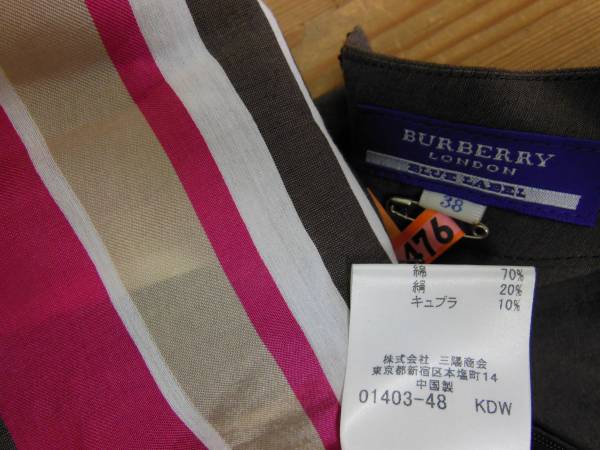 BURBERRY
LONDON
BLUE LABEL
38
476
綿 70%
絹 20%
キュプラ 10%
株式会社 三陽商会
東京都新宿区本塩町14
中国製
01403-48 KDW